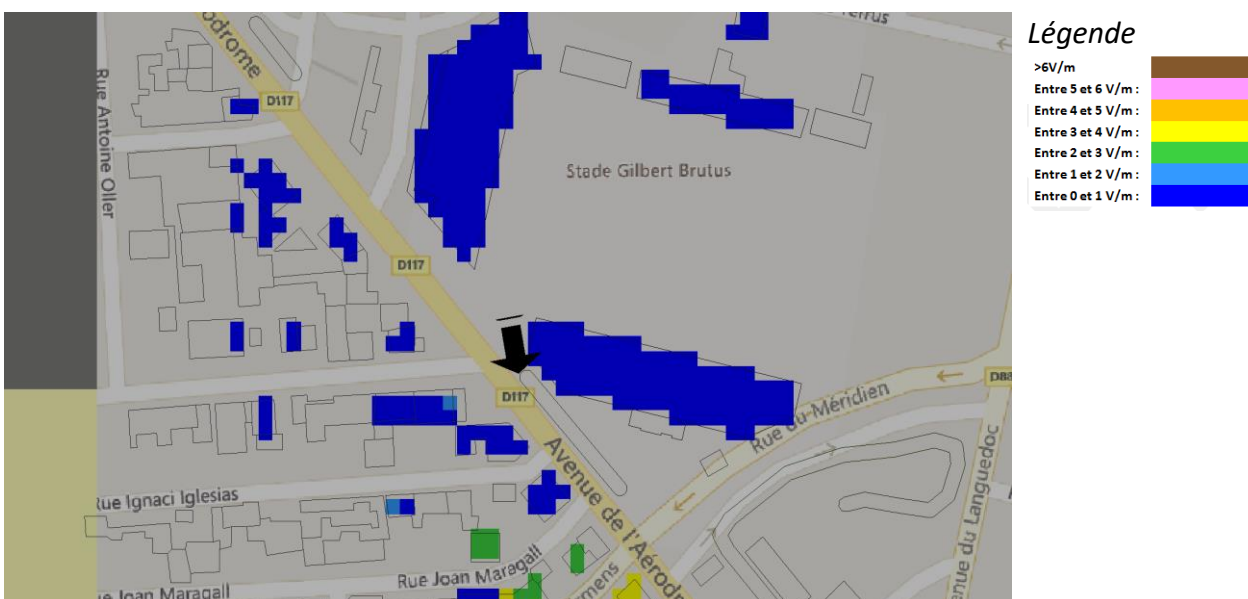 Légende
>6V/m
Entre 5 et 6 V/m :
Entre 4 et 5 V/m :
Entre 3 et 4 V/m :
Entre 2 et 3 V/m :
Entre 1 et 2 V/m :
Entre 0 et 1 V/m :
odrome
D117
Rue Antoine Oller
Stade Gilbert Brutus
D117
D117
Rue du Méridien
Avenue de l'Aérod
Rue Ignaci Iglesias
Rue Joan Maragall
Joan Maragall
enue du Languedoc